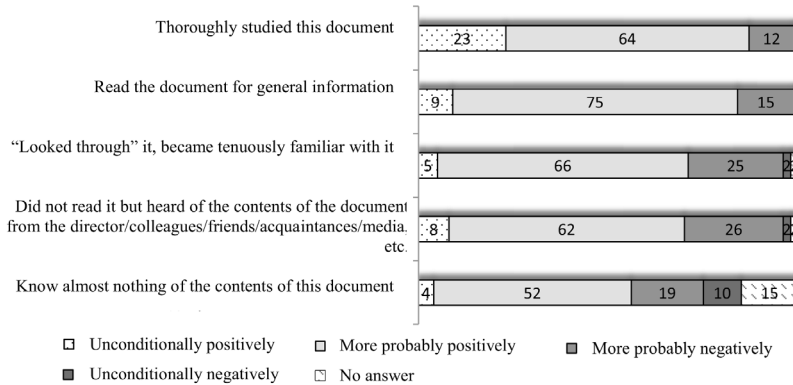 Thoroughly studied this document
23 64 12
Read the document for general information
9 75 15
“Looked through” it, became tenuously familiar with it
5 66 25 2
Did not read it but heard of the contents of the document
from the director/colleagues/friends/acquaintances/media,
etc.
8 62 26 2
Know almost nothing of the contents of this document
4 52 19 10 15
Unconditionally positively
More probably positively
More probably negatively
Unconditionally negatively
No answer